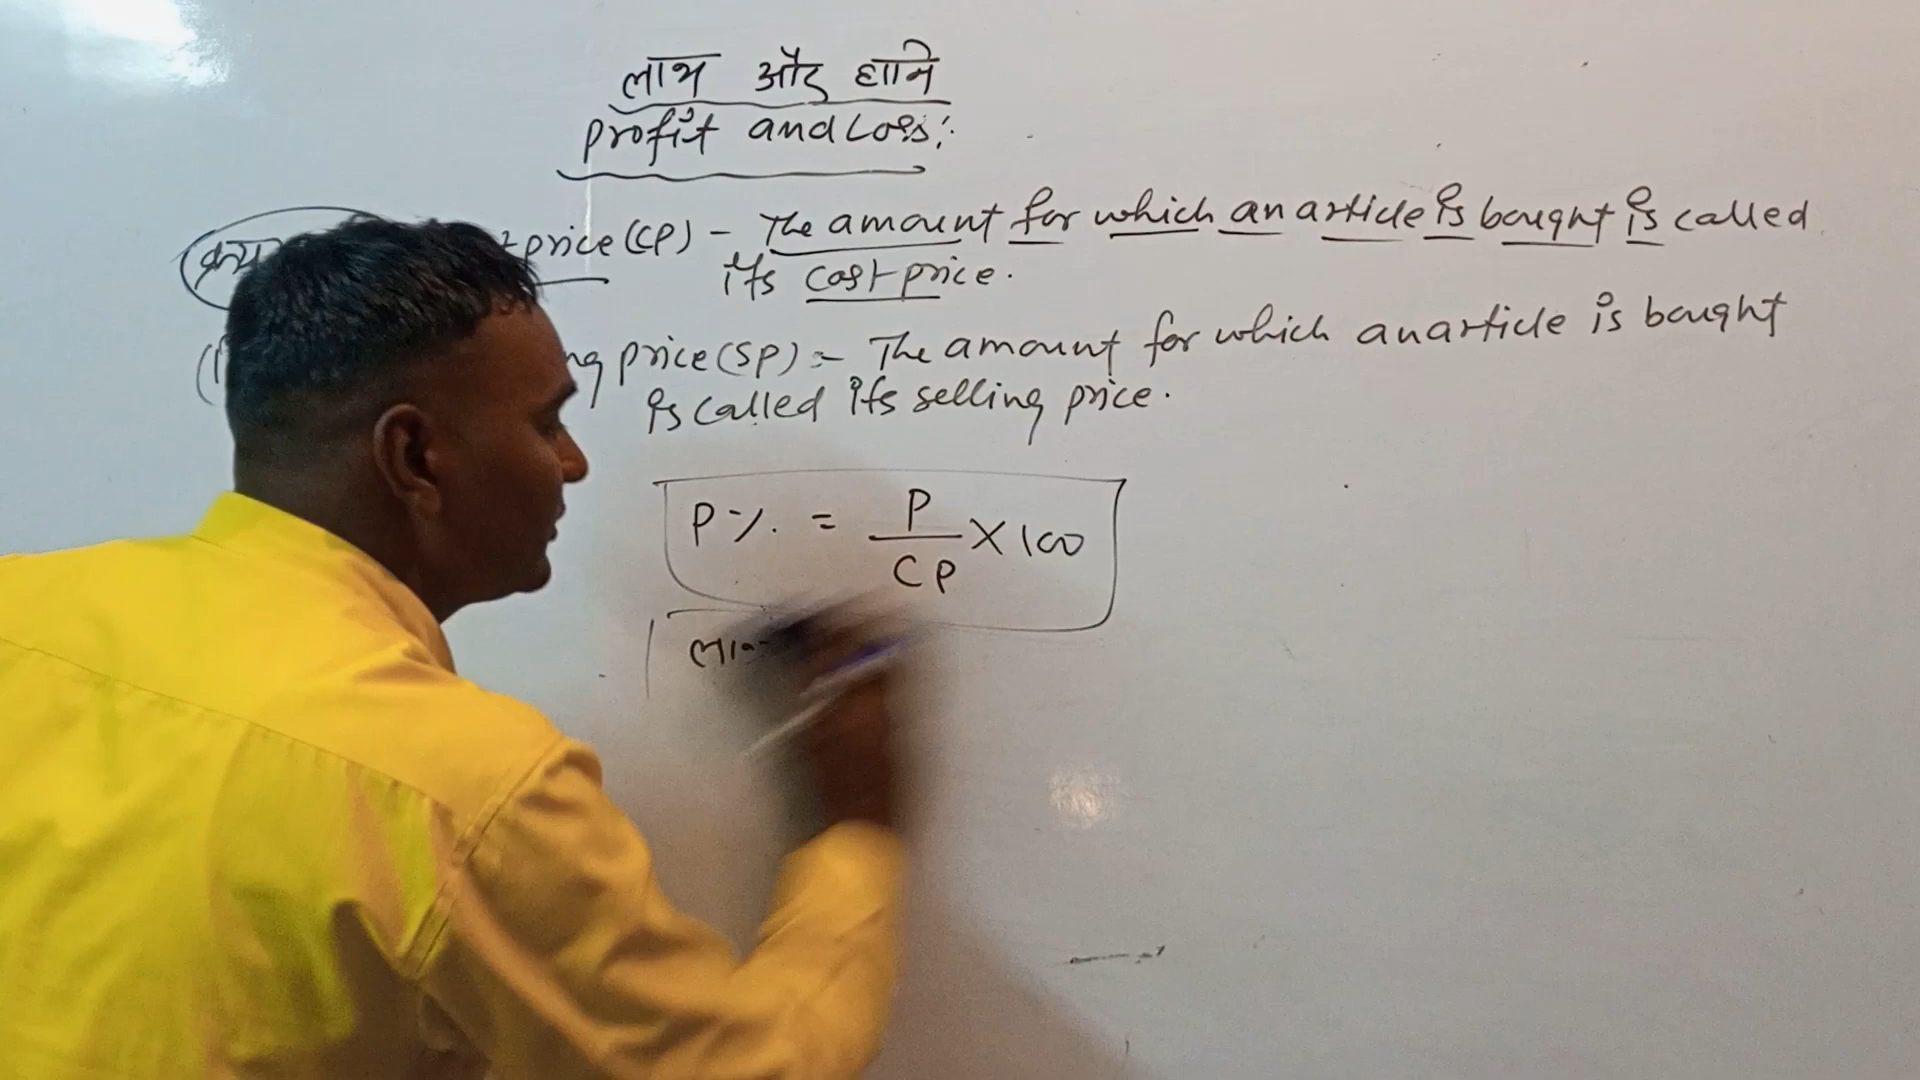 लाभ और हानि
Profit and Loss:
क्रय price (CP) - The amount for which an article is bought is called
its cost price.
price (SP) :- The amount for which an article is bought
is called its selling price.
P % = P/CP × 100